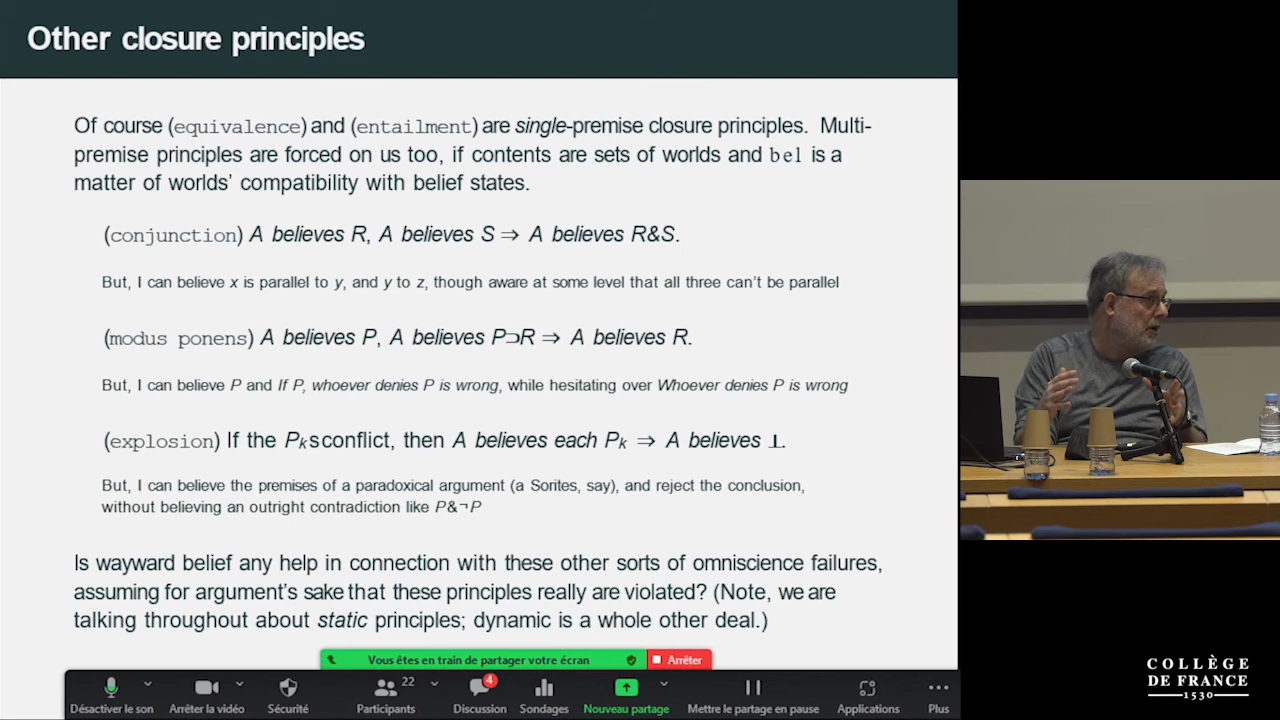 Other closure principles
Of course (equivalence) and (entailment) are single-premise closure principles. Multi-
premise principles are forced on us too, if contents are sets of worlds and bel is a
matter of worlds' compatibility with belief states.
(conjunction) A believes R, A believes S ⇒ A believes R&S.
But, I can believe x is parallel to y, and y to z, though aware at some level that all three can't be parallel
(modus ponens) A believes P, A believes P⊃R ⇒ A believes R.
But, I can believe P and If P, whoever denies P is wrong, while hesitating over Whoever denies P is wrong
(explosion) If the Pks conflict, then A believes each Pk ⇒ A believes ⊥.
But, I can believe the premises of a paradoxical argument (a Sorites, say), and reject the conclusion,
without believing an outright contradiction like P&¬P
Is wayward belief any help in connection with these other sorts of omniscience failures,
assuming for argument's sake that these principles really are violated? (Note, we are
talking throughout about static principles; dynamic is a whole other deal.)
Vous êtes en train de partager votre écran Arrêter
22 4
Désactiver le son Arrêter la vidéo Sécurité Participants Discussion Sondages Nouveau partage Mettre le partage en pause Applications Plus
COLLÈGE
DE FRANCE
1530